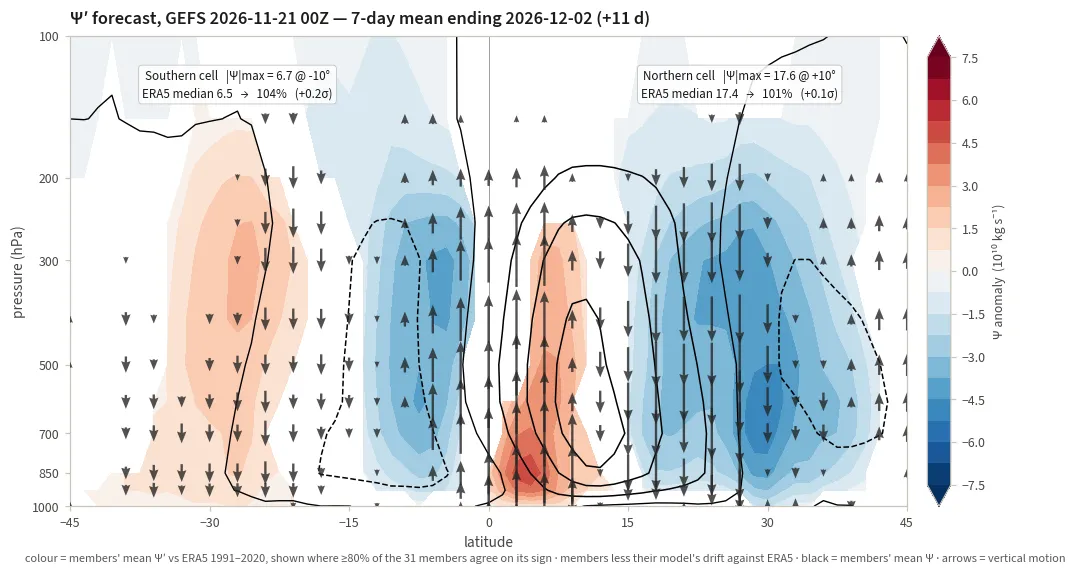 Ψ′ forecast, GEFS 2026-11-21 00Z — 7-day mean ending 2026-12-02 (+11 d)
Southern cell |Ψ|max = 6.7 @ -10°
ERA5 median 6.5 → 104% (+0.2σ)
Northern cell |Ψ|max = 17.6 @ +10°
ERA5 median 17.4 → 101% (+0.1σ)
pressure (hPa)
100
200
300
400
500
700
850
1000
−45
−30
−15
0
15
30
45
latitude
7.5
6.0
4.5
3.0
1.5
0.0
−1.5
−3.0
−4.5
−6.0
−7.5
Ψ anomaly (10¹⁰ kg s⁻¹)
colour = members' mean Ψ′ vs ERA5 1991–2020, shown where ≥80% of the 31 members agree on its sign · members less their model's drift against ERA5 · black = members' mean Ψ · arrows = vertical motion